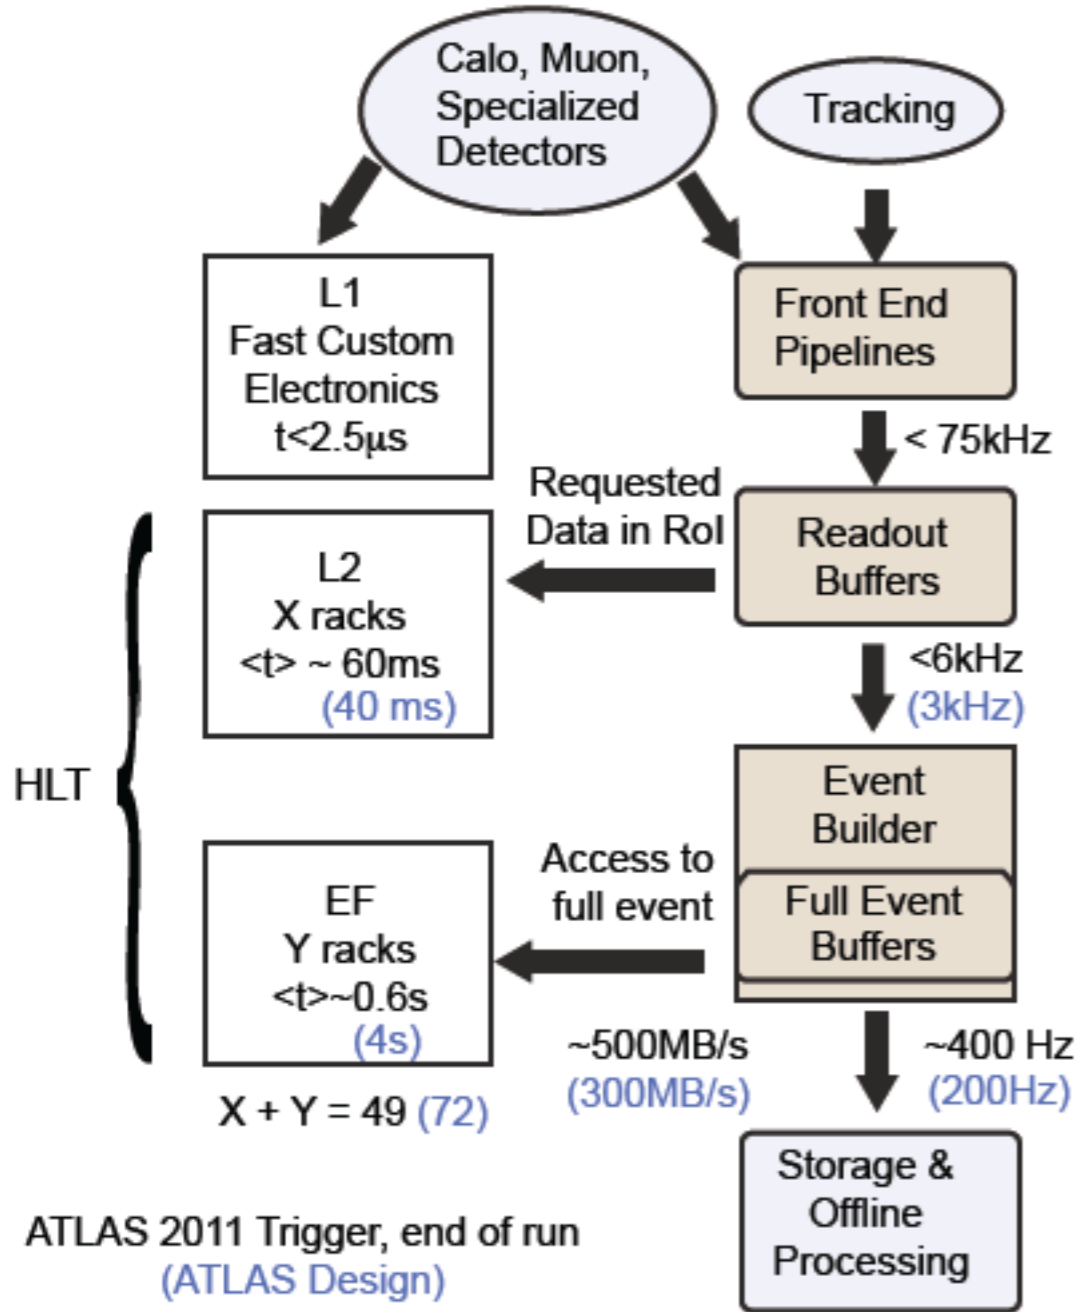 Calo, Muon,
Specialized
Detectors
Tracking
L1
Fast Custom
Electronics
t<2.5μs
Front End
Pipelines
< 75kHz
Requested
Data in RoI
Readout
Buffers
L2
X racks
<t> ~ 60ms
(40 ms)
<6kHz
(3kHz)
HLT
Event
Builder
Full Event
Buffers
Access to
full event
EF
Y racks
<t>~0.6s
(4s)
X + Y = 49 (72)
~500MB/s
(300MB/s)
~400 Hz
(200Hz)
Storage &
Offline
Processing
ATLAS 2011 Trigger, end of run
(ATLAS Design)